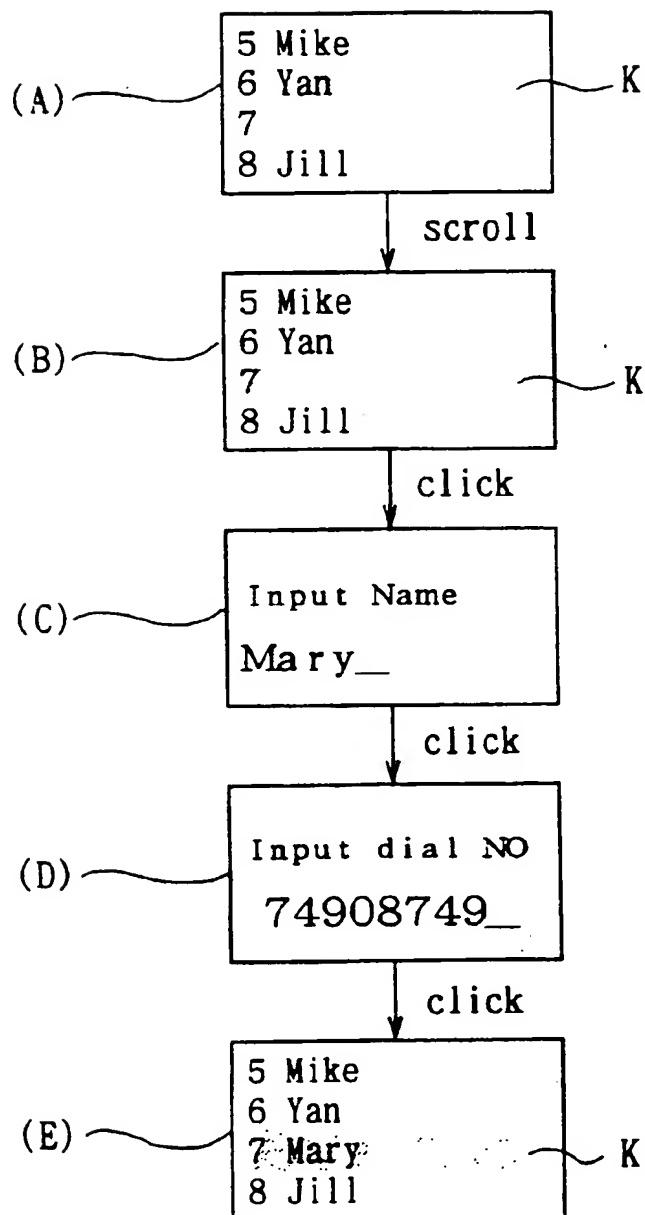 5 Mike
(A) 6 Yan K
7
8 Jill
scroll
5 Mike
(B) 6 Yan
7 K
8 Jill
click
Input Name
(C)
Mary_
click
Input dial NO
(D)
74908749_
click
5 Mike
6 Yan
(E) 7 Mary K
8 Jill